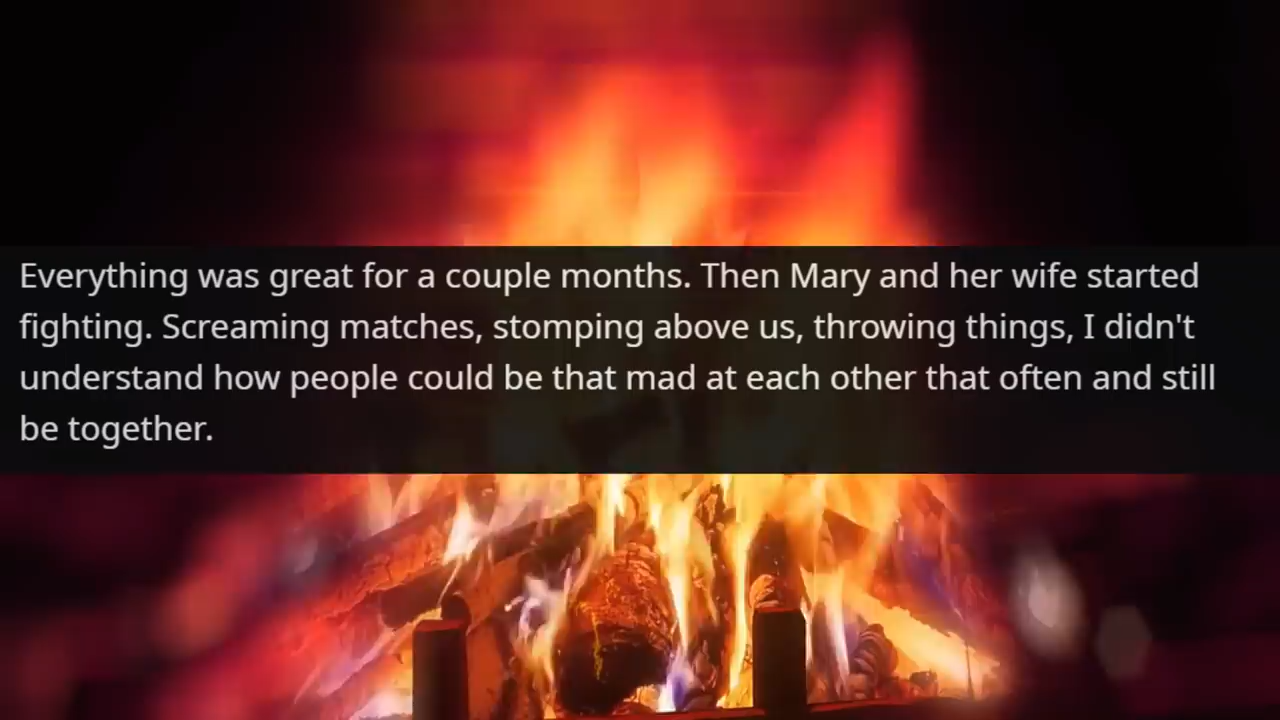 Everything was great for a couple months. Then Mary and her wife started
fighting. Screaming matches, stomping above us, throwing things, I didn't
understand how people could be that mad at each other that often and still
be together.